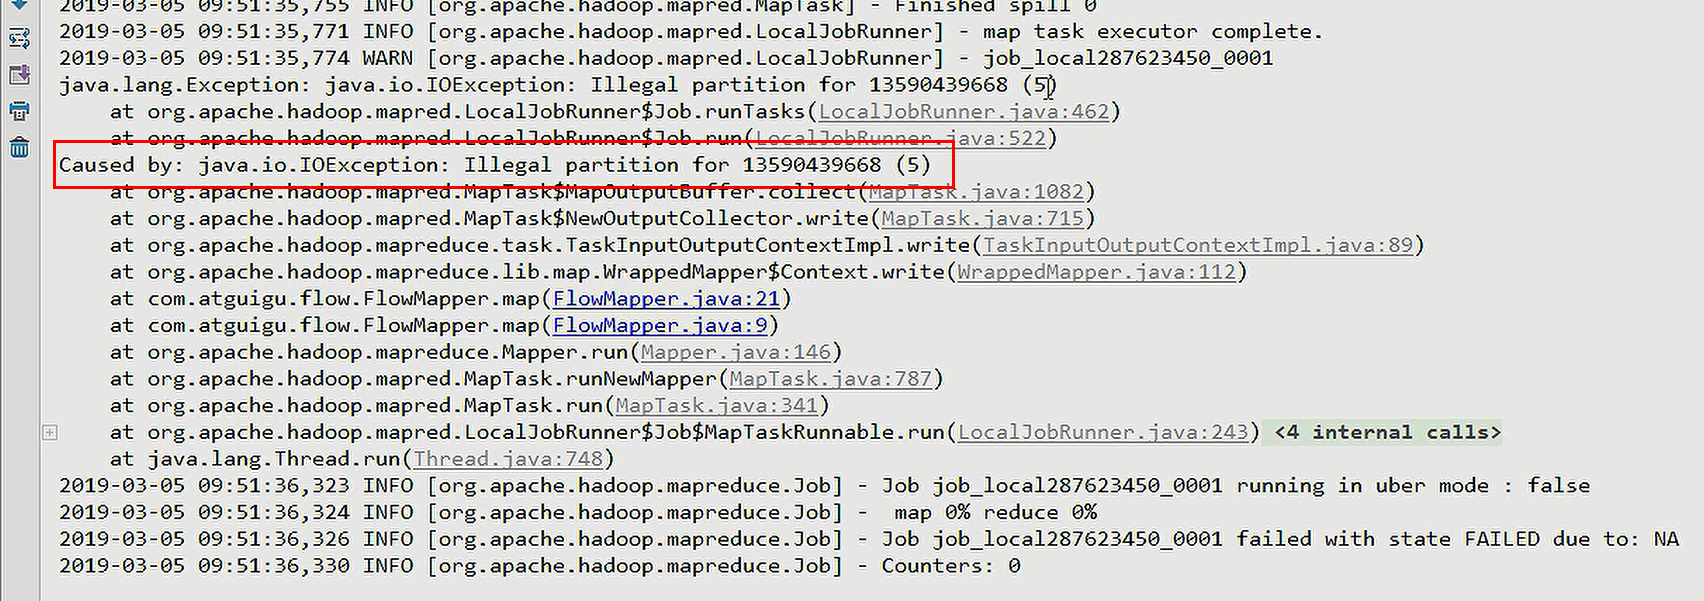 2019-03-05 09:51:35,755 INFO [org.apache.hadoop.mapred.MapTask] - Finished spill 0
2019-03-05 09:51:35,771 INFO [org.apache.hadoop.mapred.LocalJobRunner] - map task executor complete.
2019-03-05 09:51:35,774 WARN [org.apache.hadoop.mapred.LocalJobRunner] - job_local287623450_0001
java.lang.Exception: java.io.IOException: Illegal partition for 13590439668 (5)
at org.apache.hadoop.mapred.LocalJobRunner$Job.runTasks(LocalJobRunner.java:462)
at org.apache.hadoop.mapred.LocalJobRunner$Job.run(LocalJobRunner.java:522)
Caused by: java.io.IOException: Illegal partition for 13590439668 (5)
at org.apache.hadoop.mapred.MapTask$MapOutputBuffer.collect(MapTask.java:1082)
at org.apache.hadoop.mapred.MapTask$NewOutputCollector.write(MapTask.java:715)
at org.apache.hadoop.mapreduce.task.TaskInputOutputContextImpl.write(TaskInputOutputContextImpl.java:89)
at org.apache.hadoop.mapreduce.lib.map.WrappedMapper$Context.write(WrappedMapper.java:112)
at com.atguigu.flow.FlowMapper.map(FlowMapper.java:21)
at com.atguigu.flow.FlowMapper.map(FlowMapper.java:9)
at org.apache.hadoop.mapreduce.Mapper.run(Mapper.java:146)
at org.apache.hadoop.mapred.MapTask.runNewMapper(MapTask.java:787)
at org.apache.hadoop.mapred.MapTask.run(MapTask.java:341)
at org.apache.hadoop.mapred.LocalJobRunner$Job$MapTaskRunnable.run(LocalJobRunner.java:243) <4 internal calls>
at java.lang.Thread.run(Thread.java:748)
2019-03-05 09:51:36,323 INFO [org.apache.hadoop.mapreduce.Job] - Job job_local287623450_0001 running in uber mode : false
2019-03-05 09:51:36,324 INFO [org.apache.hadoop.mapreduce.Job] -  map 0% reduce 0%
2019-03-05 09:51:36,326 INFO [org.apache.hadoop.mapreduce.Job] - Job job_local287623450_0001 failed with state FAILED due to: NA
2019-03-05 09:51:36,330 INFO [org.apache.hadoop.mapreduce.Job] - Counters: 0